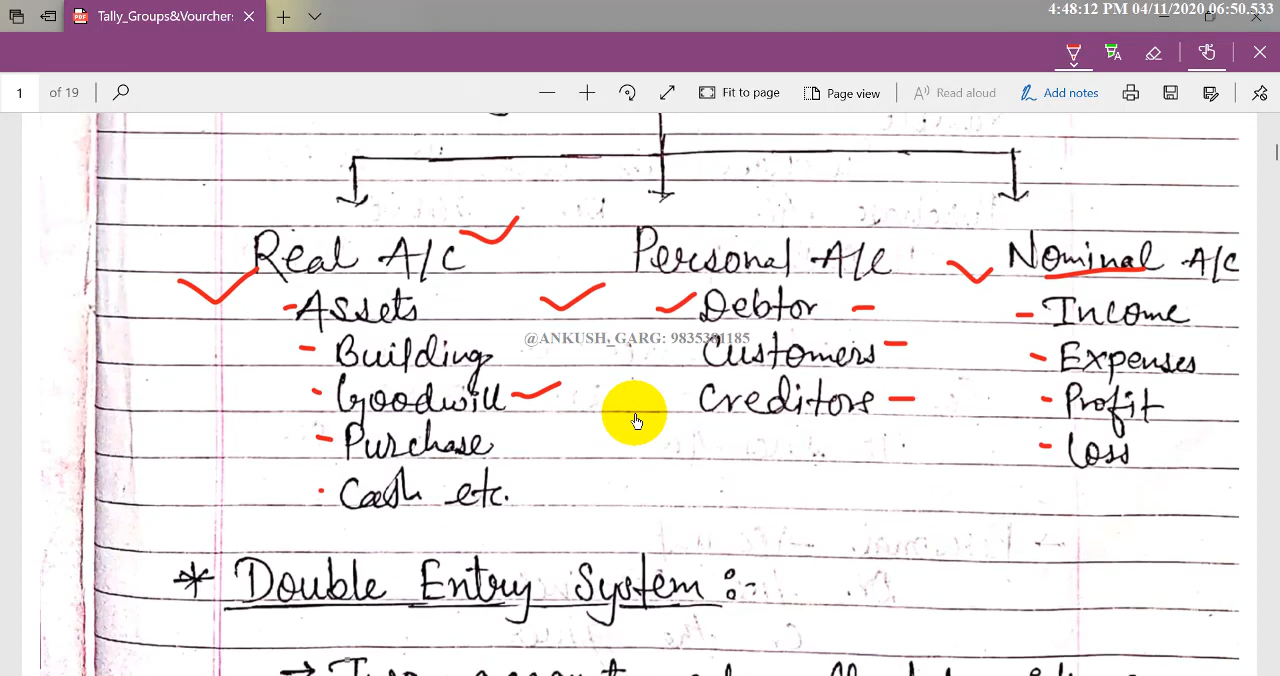 4:48:12 PM 04/11/2020 06:50.533
Tally_Groups&Vourchers
1 of 19
Fit to page
Page view
Read aloud
Add notes
Real A/C Personal A/C Nominal A/C
- Assets Debtor - - Income
- Building Customers - - Expenses
@ANKUSH_GARG: 9835381185
- Goodwill Creditors - - Profit
- Purchase - Loss
- Cash etc.
* Double Entry System :-